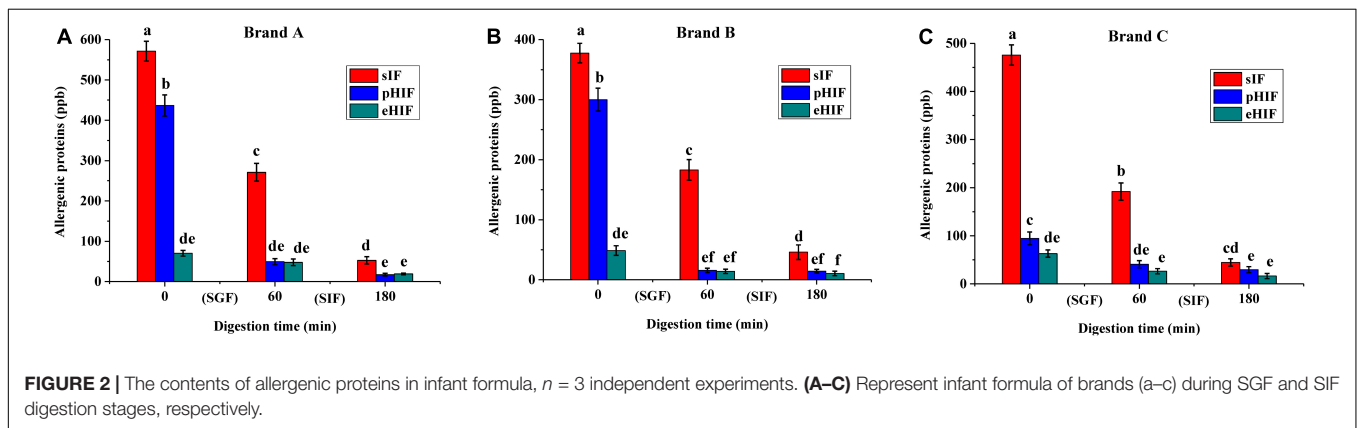 A
Brand A
600
500
400
300
200
100
0
Allergenic proteins (ppb)
sIF
pHIF
eHIF
a
b
de
c
de de
d
e e
0 (SGF) 60 (SIF) 180
Digestion time (min)
B
Brand B
400
300
200
100
0
Allergenic proteins (ppb)
sIF
pHIF
eHIF
a
b
de
c
ef ef
d
ef f
0 (SGF) 60 (SIF) 180
Digestion time (min)
C
Brand C
500
400
300
200
100
0
Allergenic proteins (ppb)
sIF
pHIF
eHIF
a
c
de
b
de
e
cd
e e
0 (SGF) 60 (SIF) 180
Digestion time (min)
FIGURE 2 | The contents of allergenic proteins in infant formula, n = 3 independent experiments. (A–C) Represent infant formula of brands (a–c) during SGF and SIF
digestion stages, respectively.